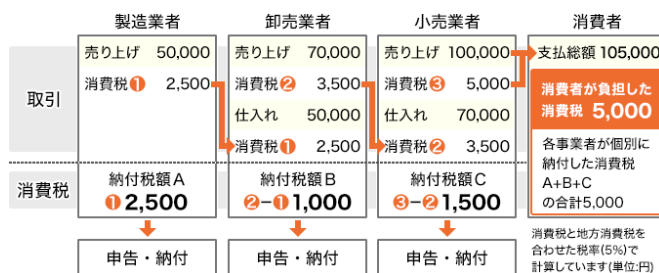 製造業者
卸売業者
小売業者
消費者
取引
売り上げ 50,000
消費税❶ 2,500
売り上げ 70,000
消費税❷ 3,500
仕入れ 50,000
消費税❶ 2,500
売り上げ 100,000
消費税❸ 5,000
仕入れ 70,000
消費税❷ 3,500
支払総額 105,000
消費者が負担した
消費税 5,000
各事業者が個別に
納付した消費税
A+B+C
の合計5,000
消費税
納付税額A
❶2,500
納付税額B
❷−❶1,000
納付税額C
❸−❷1,500
申告・納付
申告・納付
申告・納付
消費税と地方消費税を
合わせた税率(5%)で
計算しています(単位:円)